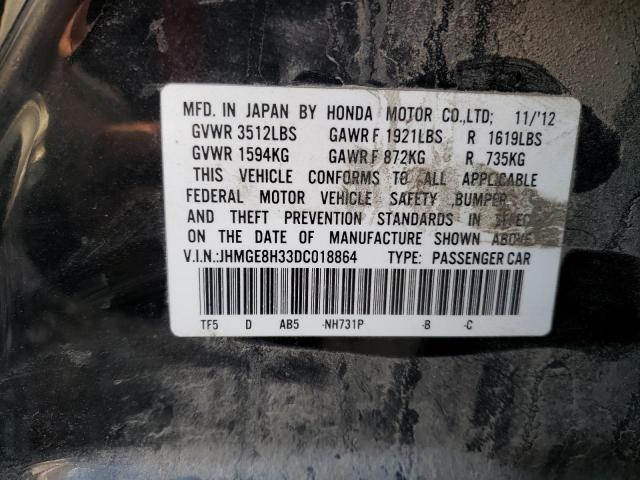 MFD. IN JAPAN BY HONDA MOTOR CO.,LTD; 11/'12
GVWR 3512LBS GAWR F 1921LBS R 1619LBS
GVWR 1594KG GAWR F 872KG R 735KG
THIS VEHICLE CONFORMS TO ALL APPLICABLE
FEDERAL MOTOR VEHICLE SAFETY ,BUMPER,
AND THEFT PREVENTION STANDARDS IN
ON THE DATE OF MANUFACTURE SHOWN ABOVE
V.I.N.:JHMGE8H33DC018864 TYPE: PASSENGER CAR
TF5 D AB5 -NH731P -B -C